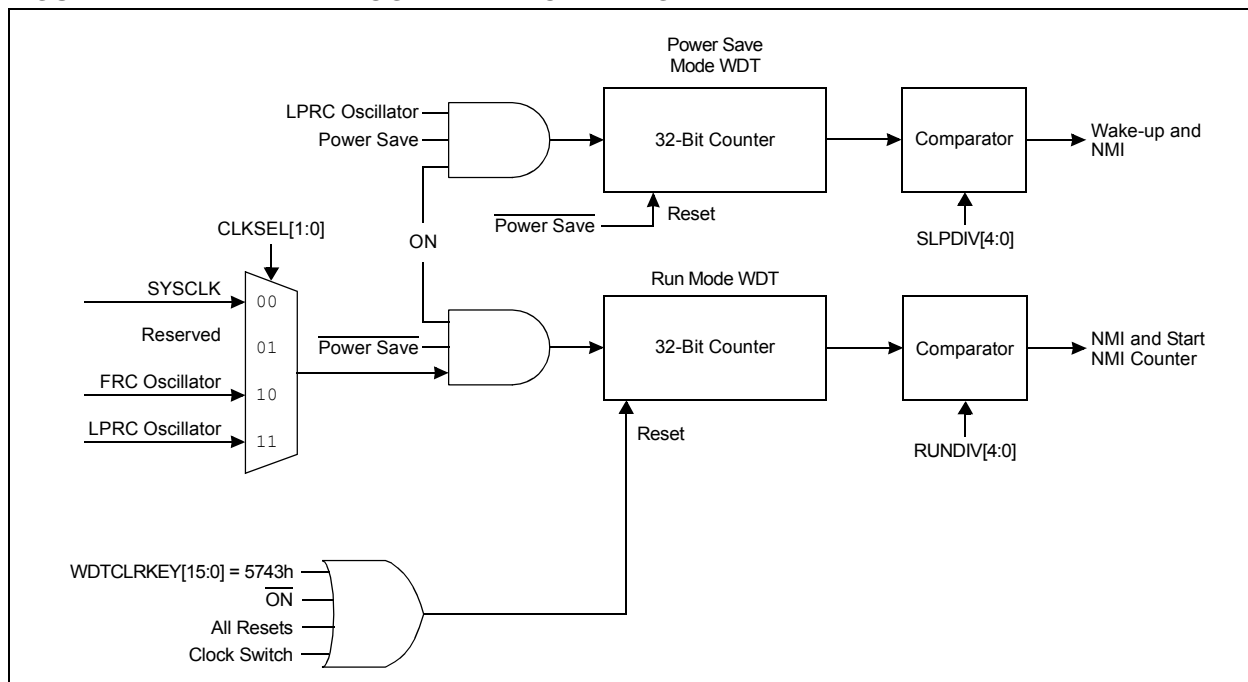 Power Save
Mode WDT
LPRC Oscillator
Power Save
32-Bit Counter
Comparator
Wake-up and
NMI
Power Save
Reset
SLPDIV[4:0]
CLKSEL[1:0]
ON
Run Mode WDT
SYSCLK
00
Reserved
01
Power Save
32-Bit Counter
Comparator
NMI and Start
NMI Counter
FRC Oscillator
10
LPRC Oscillator
11
Reset
RUNDIV[4:0]
WDTCLRKEY[15:0] = 5743h
ON
All Resets
Clock Switch